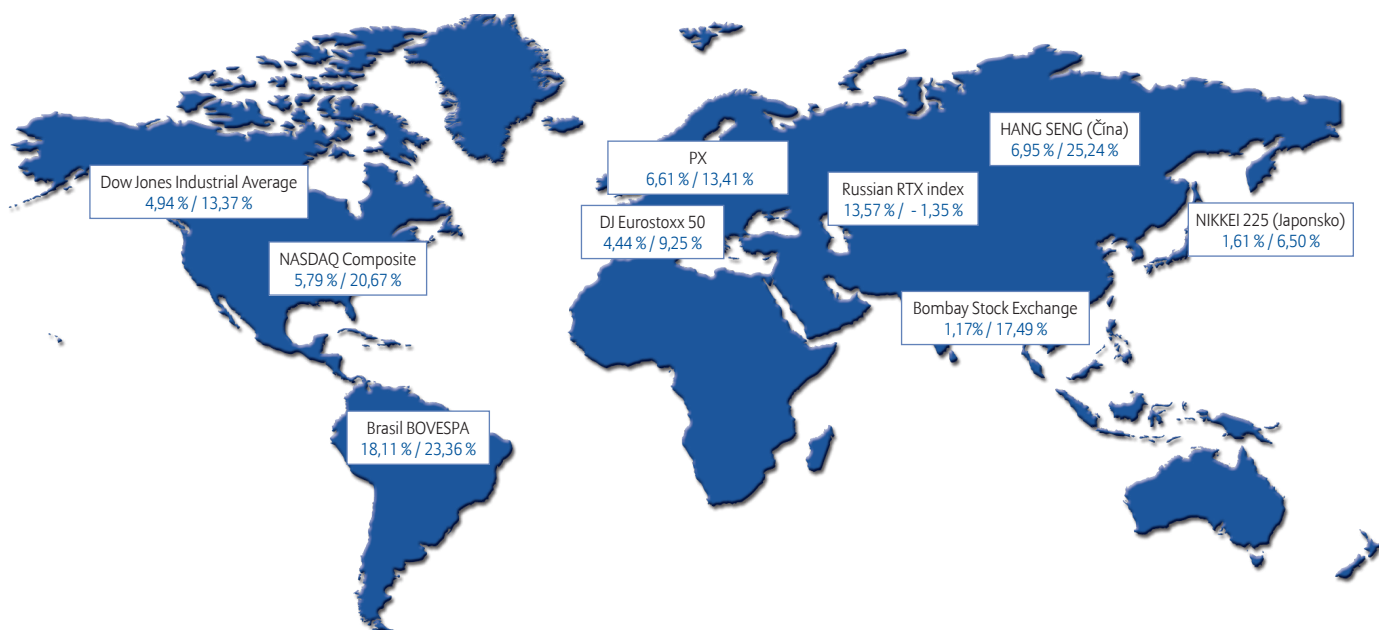 HANG SENG (Čína)
6,95 % / 25,24 %
PX
6,61 % / 13,41 %
Dow Jones Industrial Average
4,94 % / 13,37 %
Russian RTX index
13,57 % / - 1,35 %
DJ Eurostoxx 50
4,44 % / 9,25 %
NIKKEI 225 (Japonsko)
1,61 % / 6,50 %
NASDAQ Composite
5,79 % / 20,67 %
Bombay Stock Exchange
1,17% / 17,49 %
Brasil BOVESPA
18,11 % / 23,36 %